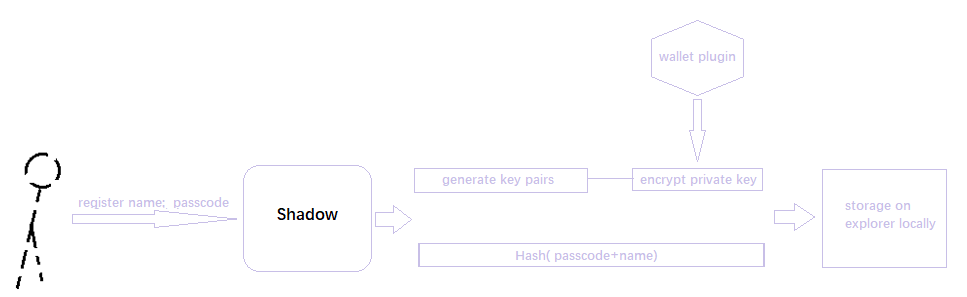 wallet plugin
generate key pairs
encrypt private key
register name; passcode
Shadow
storage on
explorer locally
Hash( passcode+name)